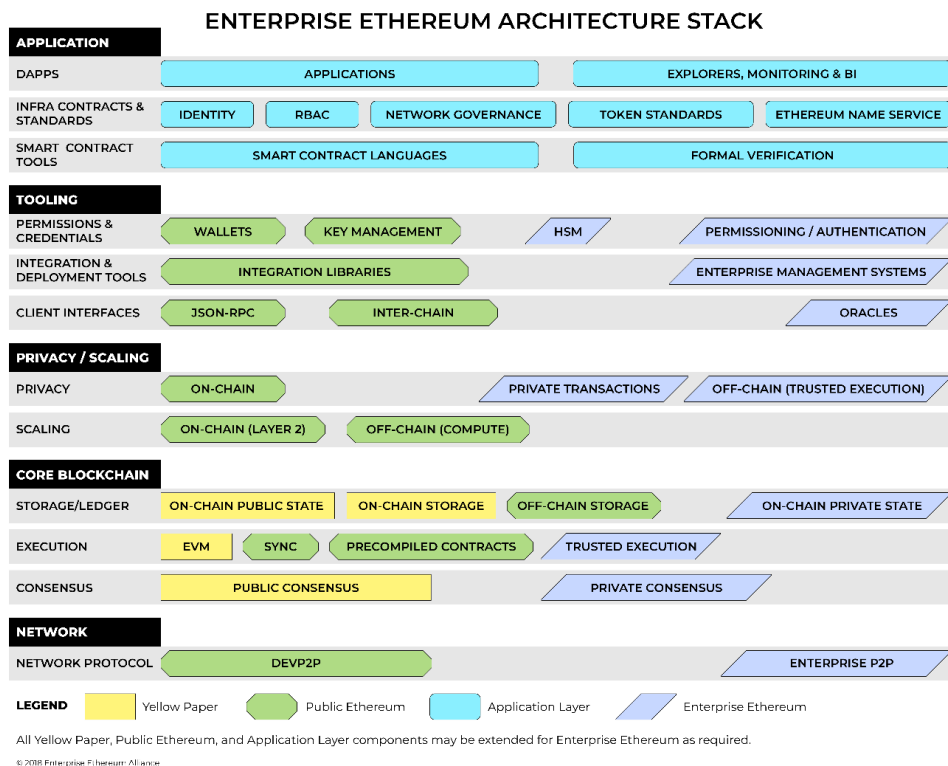 ENTERPRISE ETHEREUM ARCHITECTURE STACK
APPLICATION
DAPPS
APPLICATIONS
EXPLORERS, MONITORING & BI
INFRA CONTRACTS &
STANDARDS
IDENTITY
RBAC
NETWORK GOVERNANCE
TOKEN STANDARDS
ETHEREUM NAME SERVICE
SMART CONTRACT
TOOLS
SMART CONTRACT LANGUAGES
FORMAL VERIFICATION
TOOLING
PERMISSIONS &
CREDENTIALS
WALLETS
KEY MANAGEMENT
HSM
PERMISSIONING / AUTHENTICATION
INTEGRATION &
DEPLOYMENT TOOLS
INTEGRATION LIBRARIES
ENTERPRISE MANAGEMENT SYSTEMS
CLIENT INTERFACES
JSON-RPC
INTER-CHAIN
ORACLES
PRIVACY / SCALING
PRIVACY
ON-CHAIN
PRIVATE TRANSACTIONS
OFF-CHAIN (TRUSTED EXECUTION)
SCALING
ON-CHAIN (LAYER 2)
OFF-CHAIN (COMPUTE)
CORE BLOCKCHAIN
STORAGE/LEDGER
ON-CHAIN PUBLIC STATE
ON-CHAIN STORAGE
OFF-CHAIN STORAGE
ON-CHAIN PRIVATE STATE
EXECUTION
EVM
SYNC
PRECOMPILED CONTRACTS
TRUSTED EXECUTION
CONSENSUS
PUBLIC CONSENSUS
PRIVATE CONSENSUS
NETWORK
NETWORK PROTOCOL
DEVP2P
ENTERPRISE P2P
LEGEND
Yellow Paper
Public Ethereum
Application Layer
Enterprise Ethereum
All Yellow Paper, Public Ethereum, and Application Layer components may be extended for Enterprise Ethereum as required.
© 2018 Enterprise Ethereum Alliance